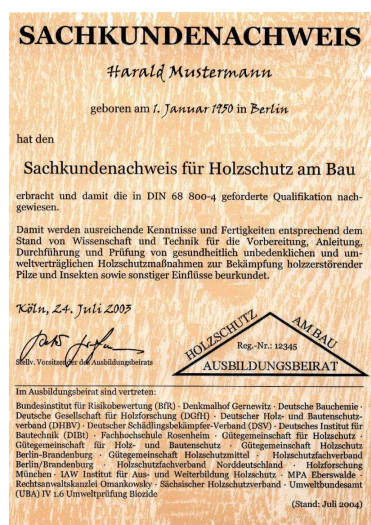 SACHKUNDENACHWEIS
Harald Mustermann
geboren am 1. Januar 1950 in Berlin
hat den
Sachkundenachweis für Holzschutz am Bau
erbracht und damit die in DIN 68 800-4 geforderte Qualifikation nach-
gewiesen.
Damit werden ausreichende Kenntnisse und Fertigkeiten entsprechend dem
Stand von Wissenschaft und Technik für die Vorbereitung, Anleitung,
Durchführung und Prüfung von gesundheitlich unbedenklichen und um-
weltverträglichen Holzschutzmaßnahmen zur Bekämpfung holzzerstörender
Pilze und Insekten sowie sonstiger Einflüsse beurkundet.
Köln, 24. Juli 2003
Stellv. Vorsitzender des Ausbildungsbeirats
HOLZSCHUTZ AM BAU
Reg.-Nr.: 12345
AUSBILDUNGSBEIRAT
Im Ausbildungsbeirat sind vertreten:
Bundesinstitut für Risikobewertung (BfR) · Denkmalhof Gernewitz · Deutsche Bauchemie ·
Deutsche Gesellschaft für Holzforschung (DGfH) · Deutscher Holz- und Bautenschutz-
verband (DHBV) · Deutscher Schädlingsbekämpfer-Verband (DSV) · Deutsches Institut für
Bautechnik (DIBt) · Fachhochschule Rosenheim · Gütegemeinschaft für Holzschutz ·
Gütegemeinschaft für Holz- und Bautenschutz · Gemeinschaft Holzschutz
Berlin-Brandenburg · Gütegemeinschaft Holzschutzmittel · Holzschutzfachverband
Berlin/Brandenburg · Holzschutzfachverband Norddeutschland · Holzforschung
München · IAW Institut für Aus- und Weiterbildung Holzschutz · MPA Eberswalde ·
Rechtsanwaltskanzlei Omankowsky · Sächsischer Holzschutzverband · Umweltbundesamt
(UBA) IV 1.6 Umweltprüfung Biozide
(Stand: Juli 2004)